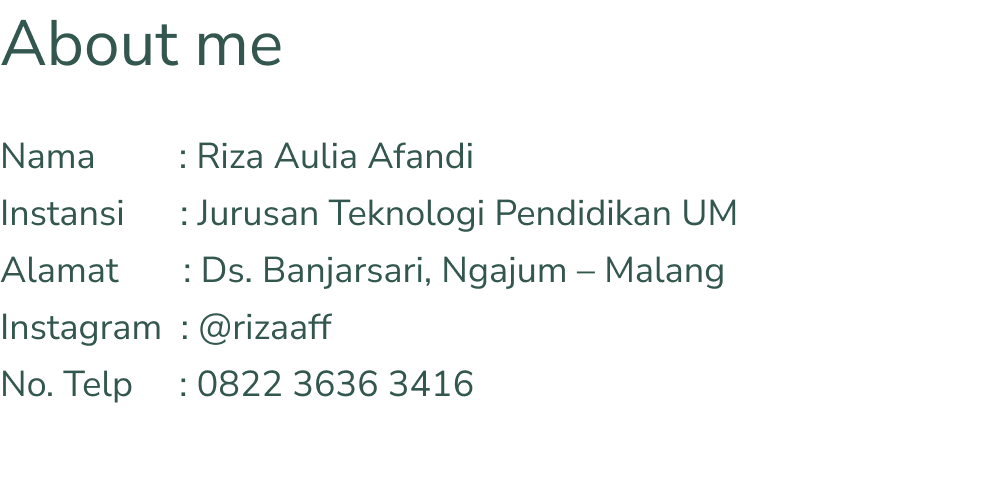 About me
Nama : Riza Aulia Afandi
Instansi : Jurusan Teknologi Pendidikan UM
Alamat : Ds. Banjarsari, Ngajum – Malang
Instagram : @rizaaff
No. Telp : 0822 3636 3416